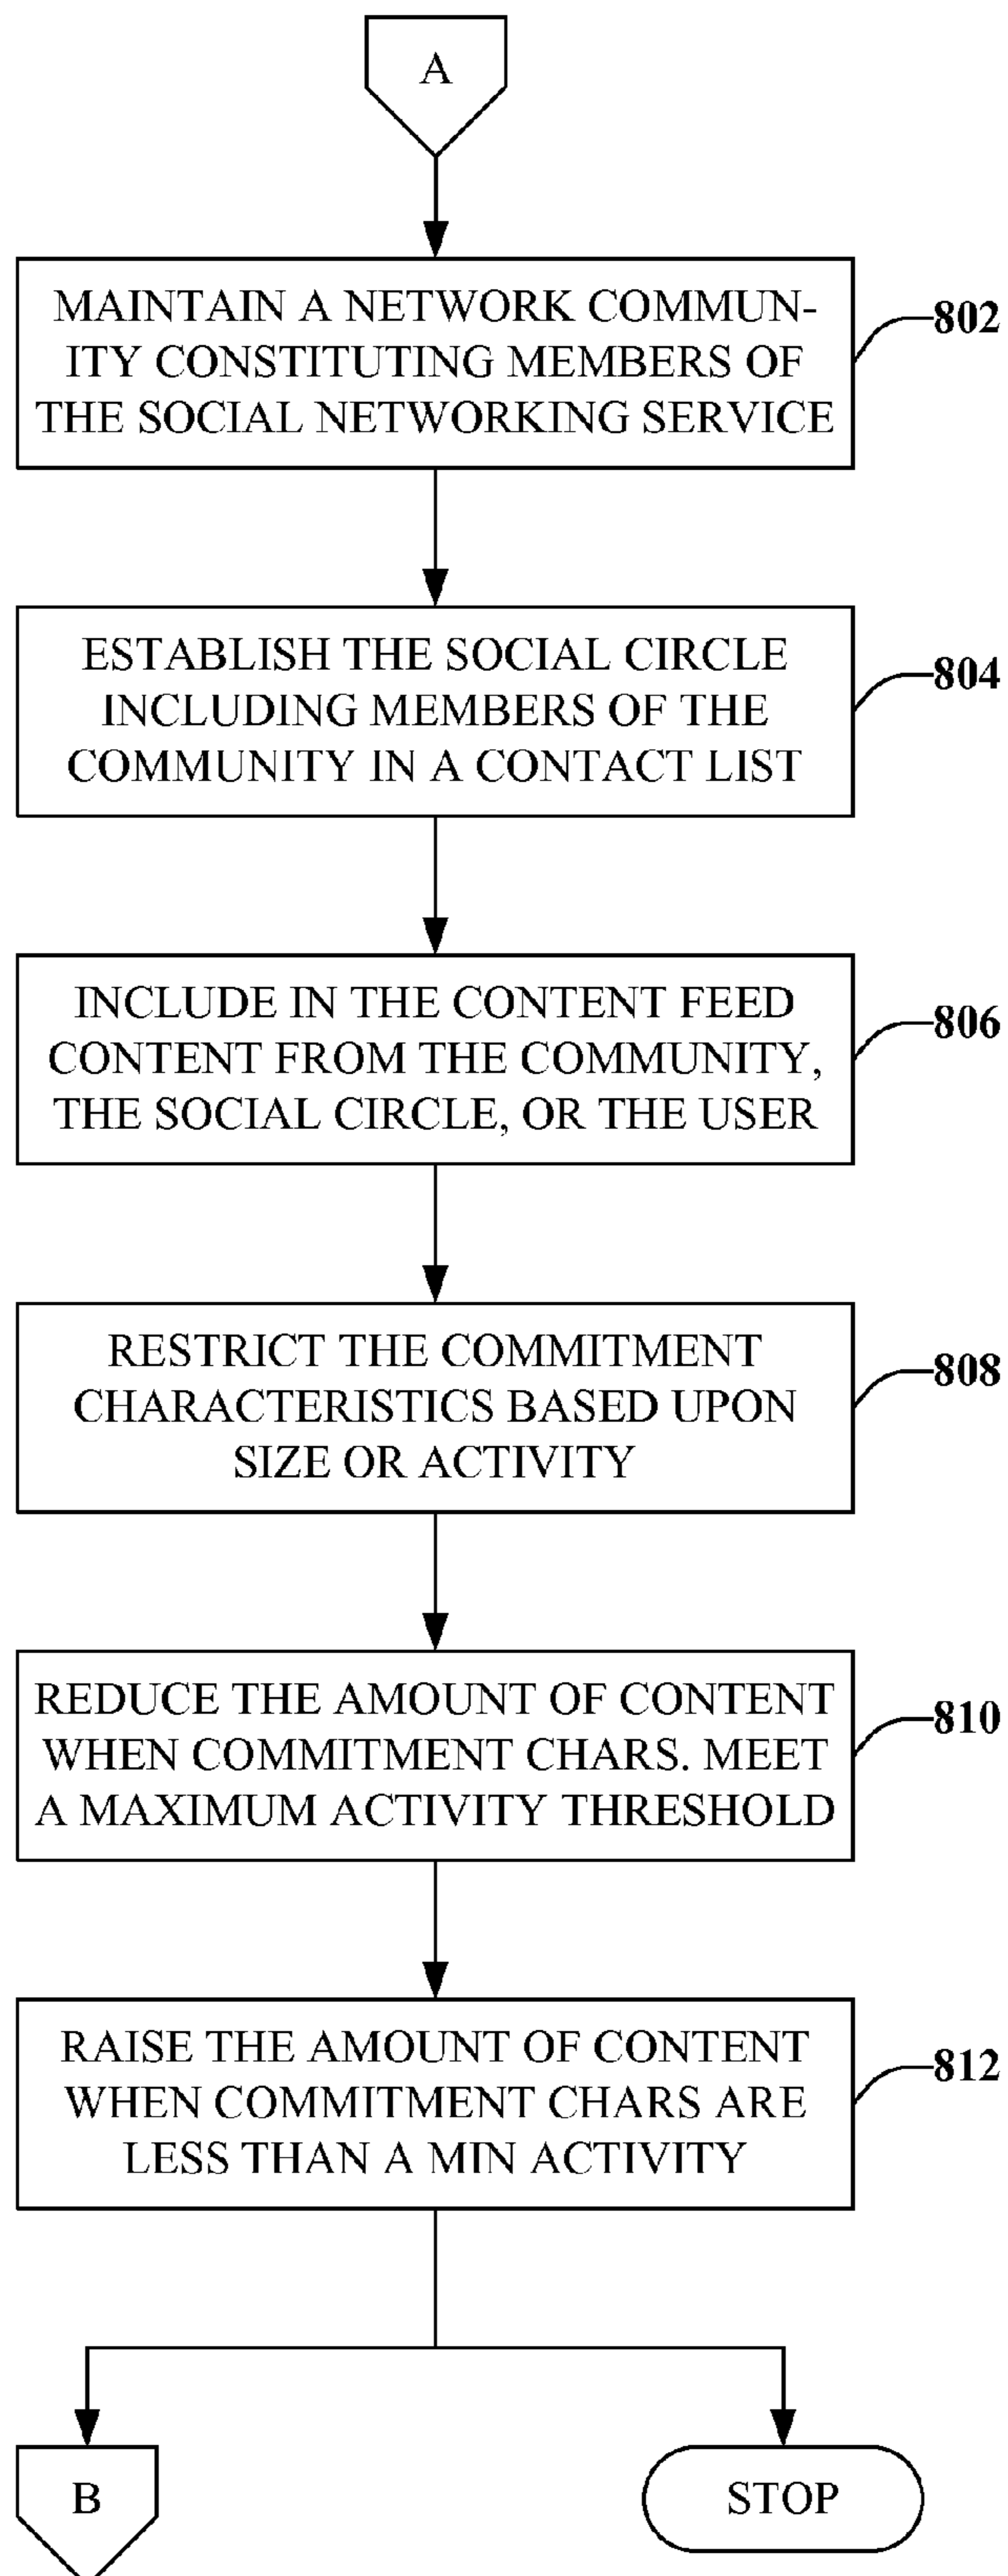 A
MAINTAIN A NETWORK COMMUN-
ITY CONSTITUTING MEMBERS OF
THE SOCIAL NETWORKING SERVICE
802
ESTABLISH THE SOCIAL CIRCLE
INCLUDING MEMBERS OF THE
COMMUNITY IN A CONTACT LIST
804
INCLUDE IN THE CONTENT FEED
CONTENT FROM THE COMMUNITY,
THE SOCIAL CIRCLE, OR THE USER
806
RESTRICT THE COMMITMENT
CHARACTERISTICS BASED UPON
SIZE OR ACTIVITY
808
REDUCE THE AMOUNT OF CONTENT
WHEN COMMITMENT CHARS. MEET
A MAXIMUM ACTIVITY THRESHOLD
810
RAISE THE AMOUNT OF CONTENT
WHEN COMMITMENT CHARS ARE
LESS THAN A MIN ACTIVITY
812
B
STOP